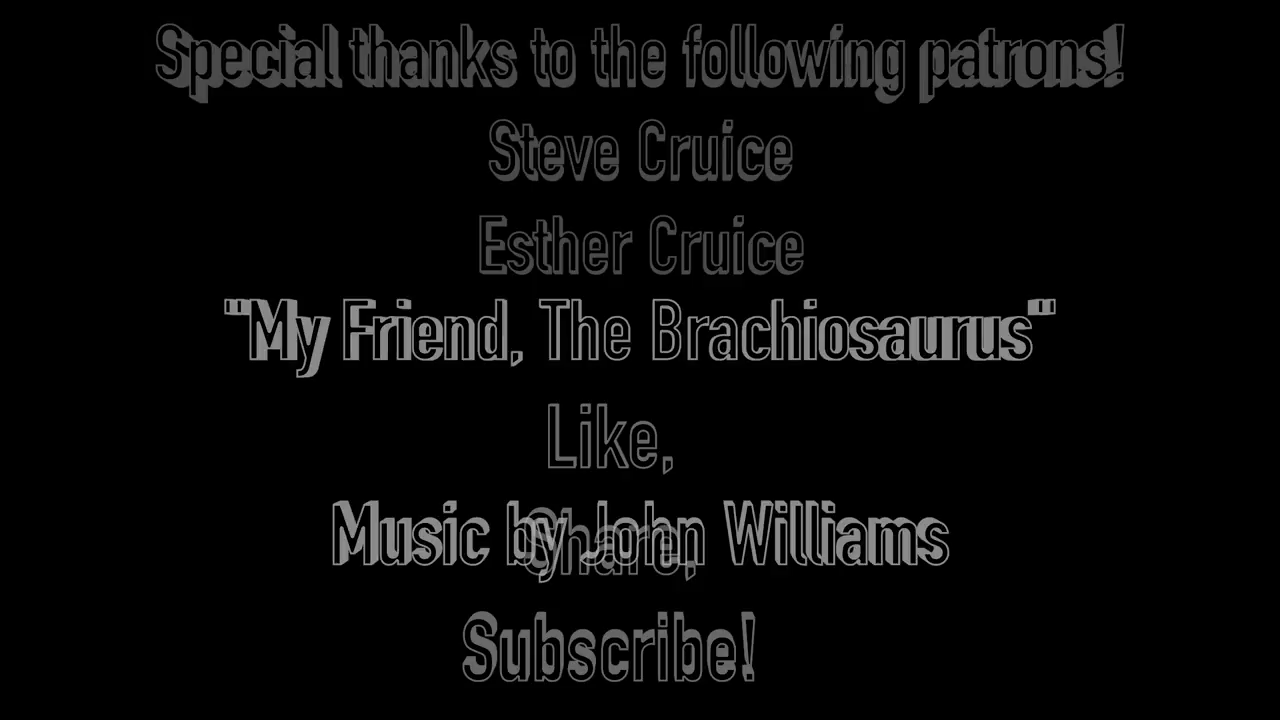 Special thanks to the following patrons!
Steve Cruice
Esther Cruice
"My Friend, The Brachiosaurus"
Like,
Music by John Williams
Share,
Subscribe!